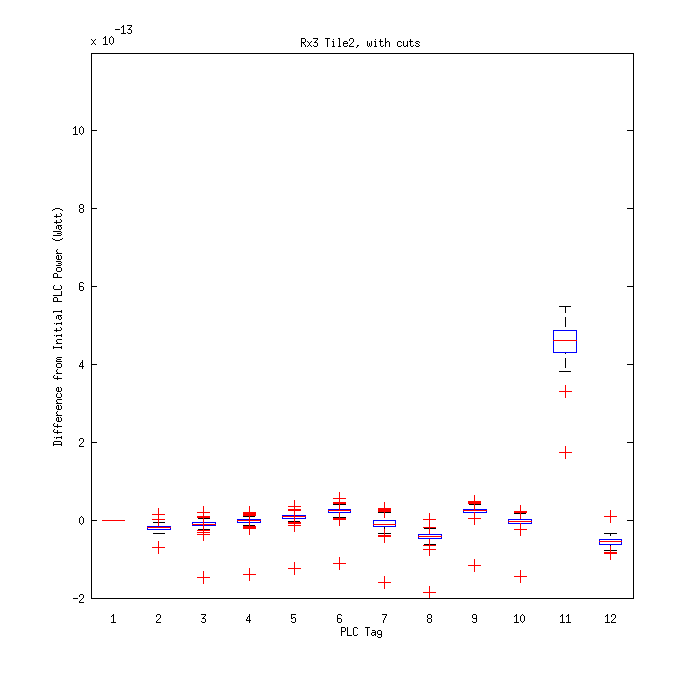 x 10-13
Rx3 Tile2, with cuts
10
8
6
4
2
0
-2
Difference from Initial PLC Power (Watt)
1 2 3 4 5 6 7 8 9 10 11 12
PLC Tag